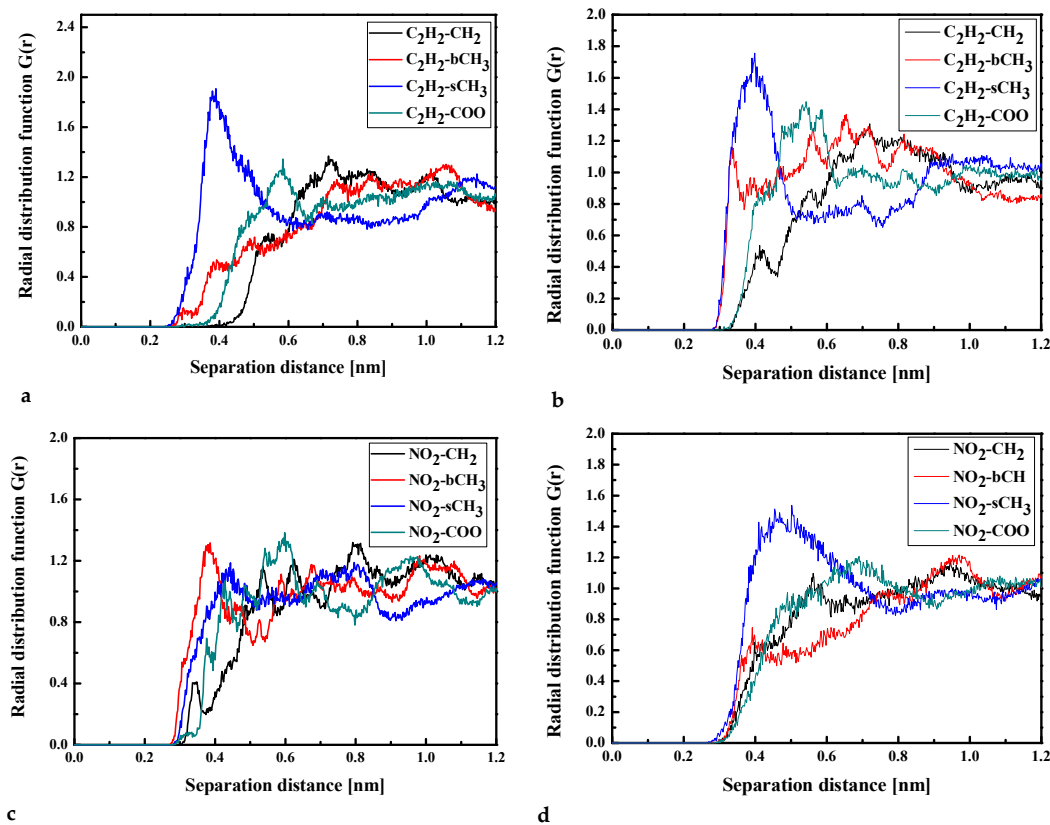 Radial distribution function G(r)
2.4
2.0
1.6
1.2
0.8
0.4
0.0
C₂H₂-CH₂
C₂H₂-bCH₃
C₂H₂-sCH₃
C₂H₂-COO
0.0 0.2 0.4 0.6 0.8 1.0 1.2
Separation distance [nm]
a
Radial distribution function G(r)
2.0
1.8
1.6
1.4
1.2
1.0
0.8
0.6
0.4
0.2
0.0
C₂H₂-CH₂
C₂H₂-bCH₃
C₂H₂-sCH₃
C₂H₂-COO
0.0 0.2 0.4 0.6 0.8 1.0 1.2
Separation distance [nm]
b
Radial distribution function G(r)
2.0
1.6
1.2
0.8
0.4
0.0
NO₂-CH₂
NO₂-bCH₃
NO₂-sCH₃
NO₂-COO
0.0 0.2 0.4 0.6 0.8 1.0 1.2
Separation distance [nm]
c
Radial distribution function G(r)
2.0
1.8
1.6
1.4
1.2
1.0
0.8
0.6
0.4
0.2
0.0
NO₂-CH₂
NO₂-bCH
NO₂-sCH₃
NO₂-COO
0.0 0.2 0.4 0.6 0.8 1.0 1.2
Separation distance [nm]
d